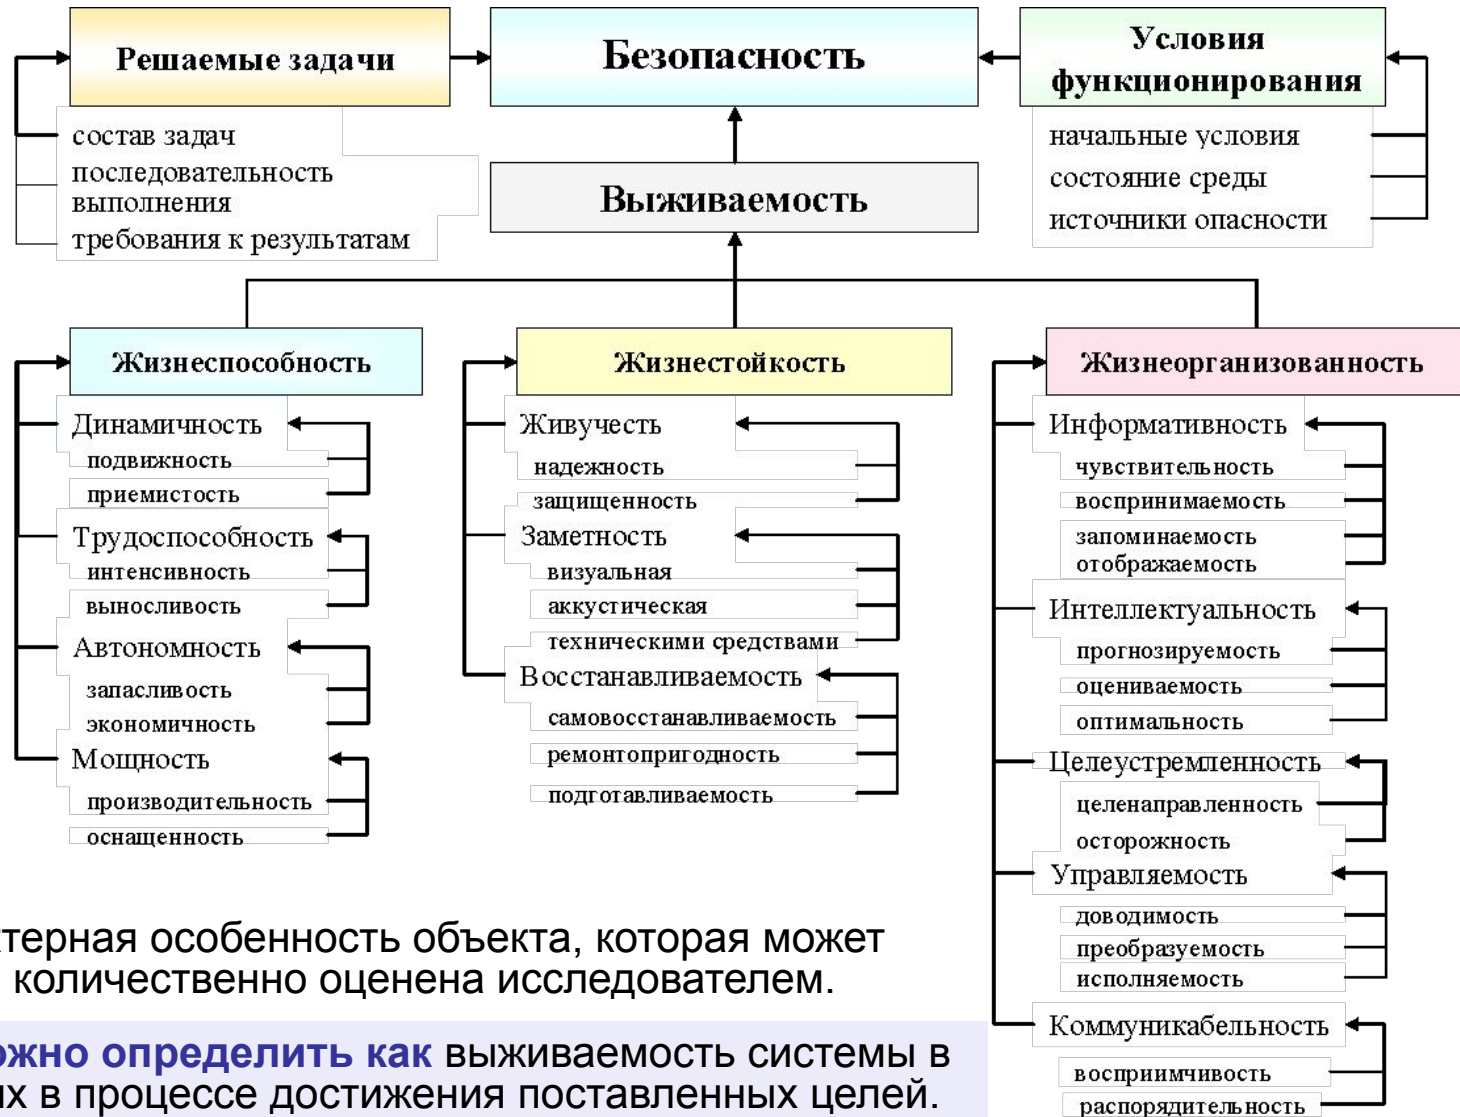 Решаемые задачи
состав задач
последовательность
выполнения
требования к результатам
Безопасность
Выживаемость
Условия
функционирования
начальные условия
состояние среды
источники опасности
Жизнеспособность
Динамичность
подвижность
приемистость
Трудоспособность
интенсивность
выносливость
Автономность
запасливость
экономичность
Мощность
производительность
оснащенность
Жизнестойкость
Живучесть
надежность
защищенность
Заметность
визуальная
аккустическая
техническими средствами
Восстанавливаемость
самовосстанавливаемость
ремонтопригодность
подготавливаемость
Жизнеорганизованность
Информативность
чувствительность
воспринимаемость
запоминаемость
отображаемость
Интеллектуальность
прогнозируемость
оцениваемость
оптимальность
Целеустремленность
целенаправленность
осторожность
Управляемость
доводимость
преобразуемость
исполняемость
Коммуникабельность
восприимчивость
распорядительность
ктерная особенность объекта, которая может
количественно оценена исследователем.
ожно определить как выживаемость системы в
их в процессе достижения поставленных целей.